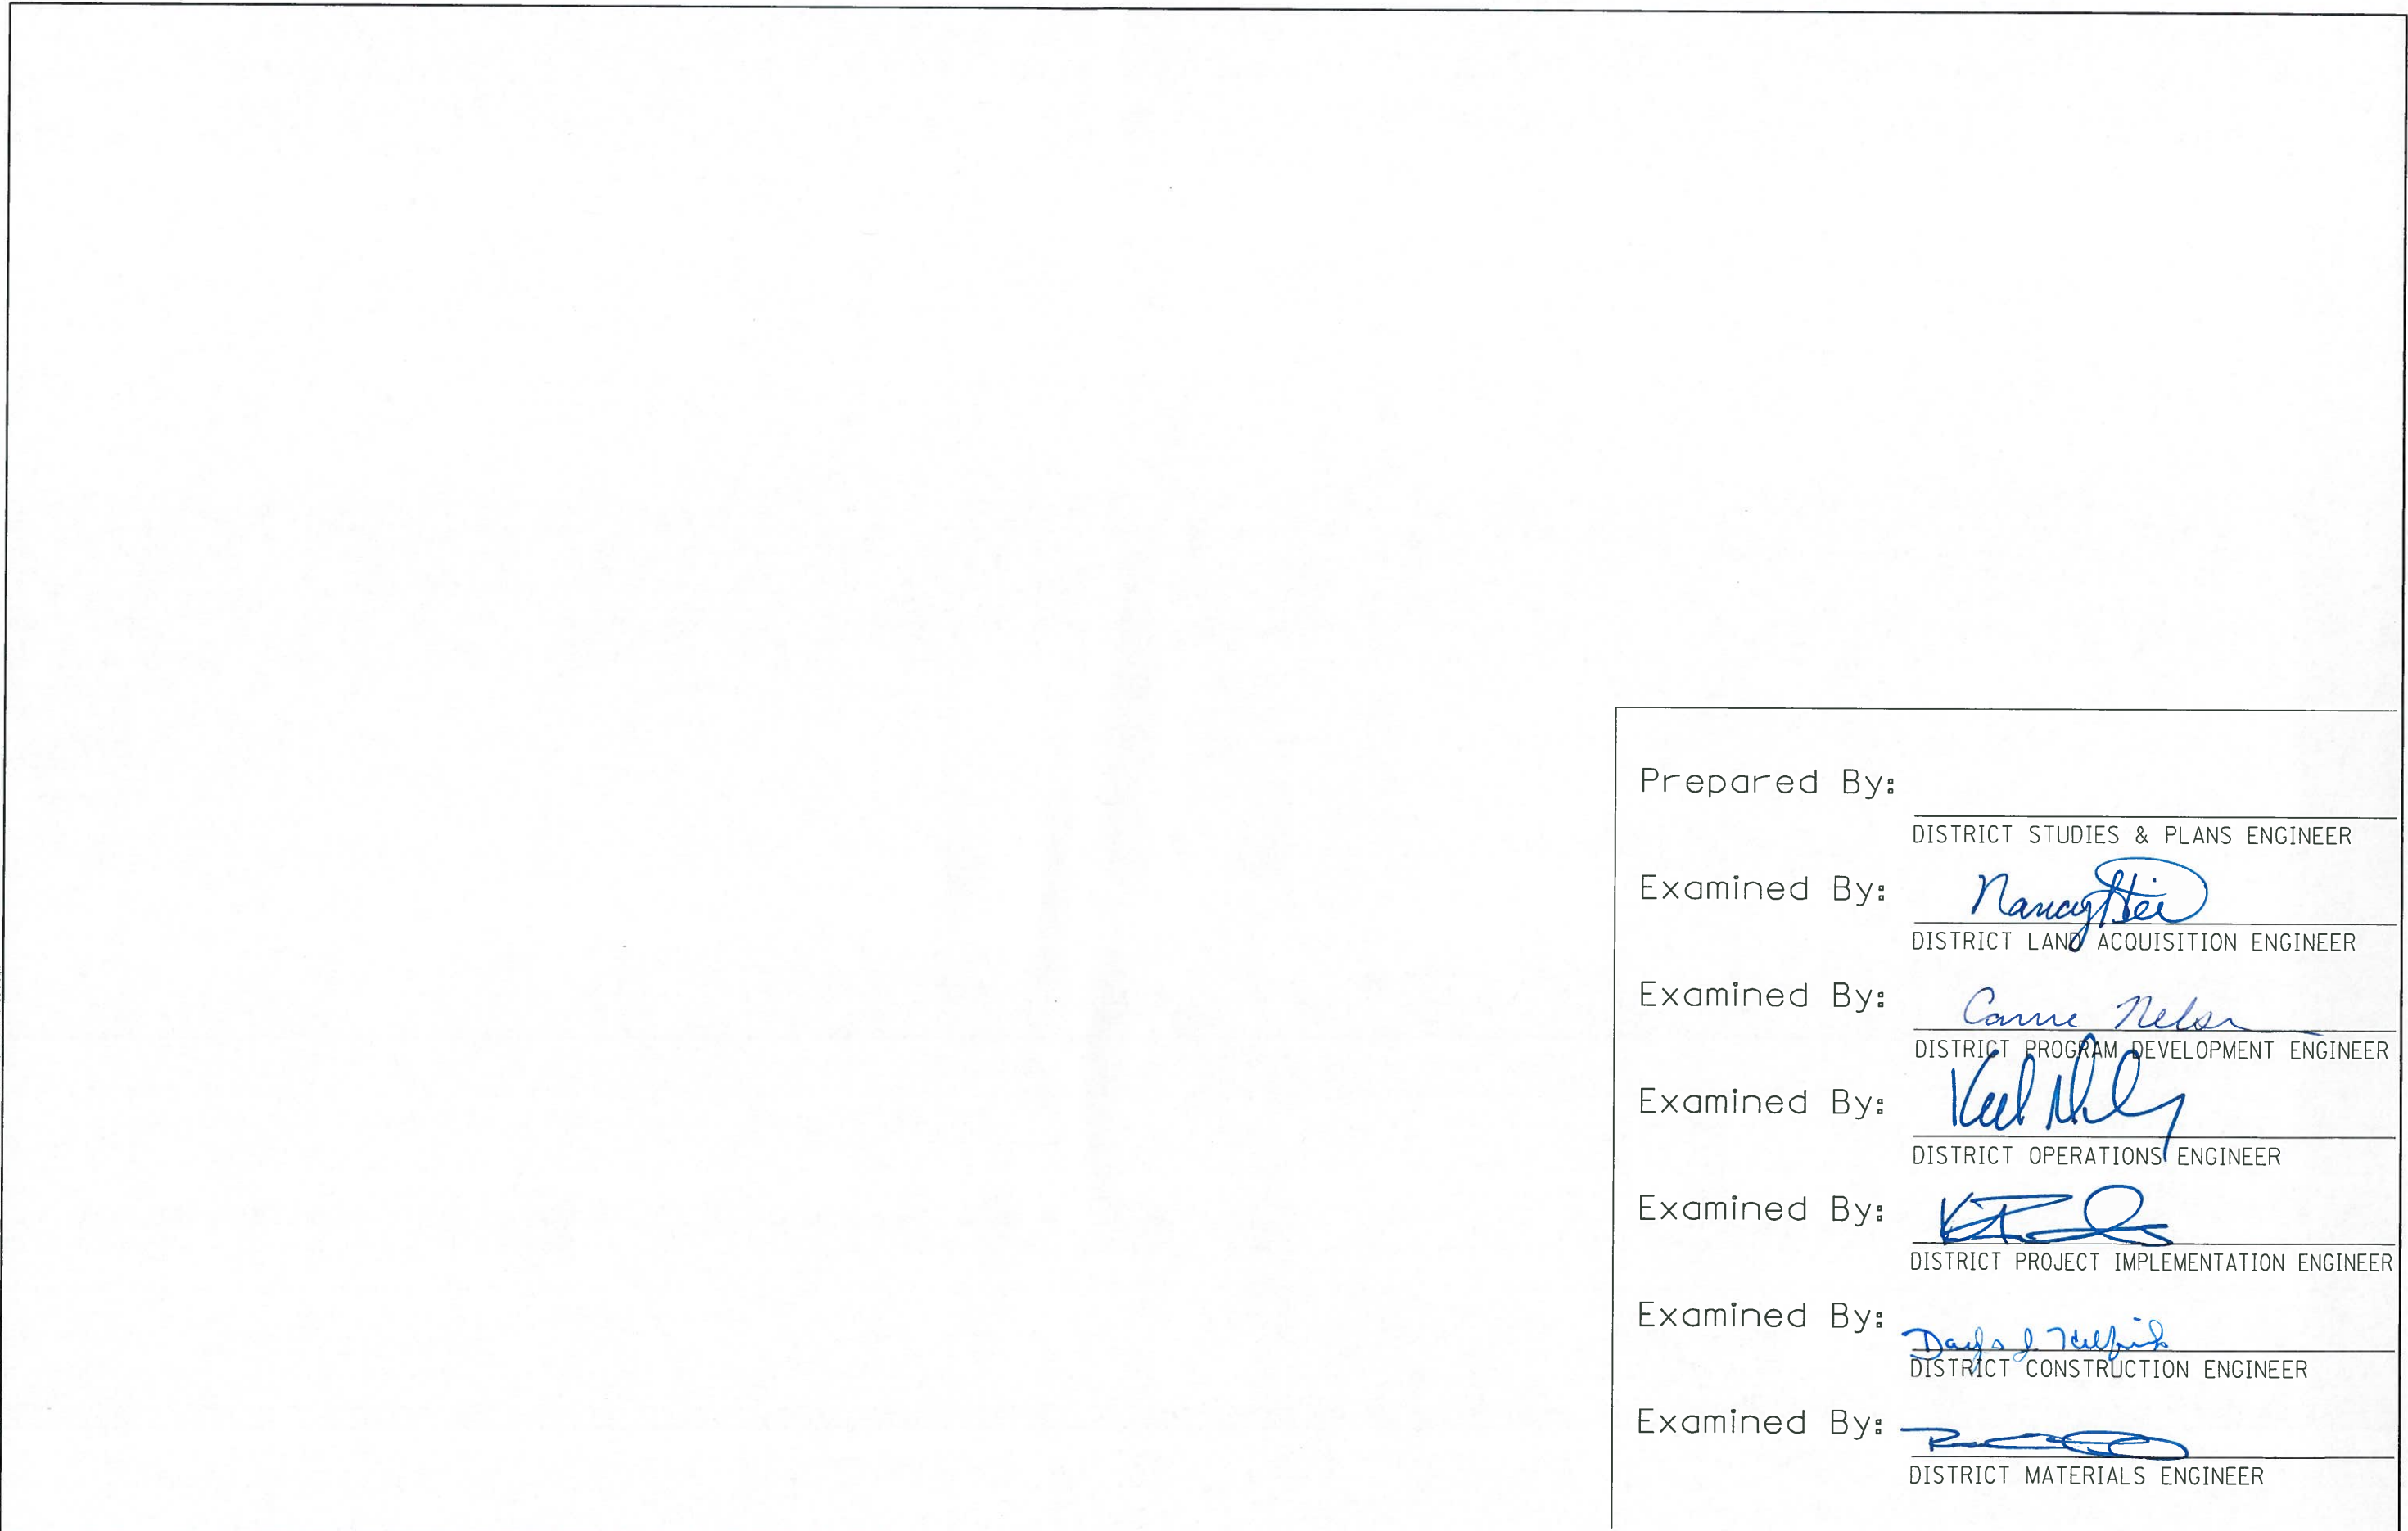 Prepared By:
DISTRICT STUDIES & PLANS ENGINEER
Examined By: Nancy
DISTRICT LAND ACQUISITION ENGINEER
Examined By: Carrie Nelson
DISTRICT PROGRAM DEVELOPMENT ENGINEER
Examined By:
DISTRICT OPERATIONS ENGINEER
Examined By:
DISTRICT PROJECT IMPLEMENTATION ENGINEER
Examined By:
DISTRICT CONSTRUCTION ENGINEER
Examined By:
DISTRICT MATERIALS ENGINEER